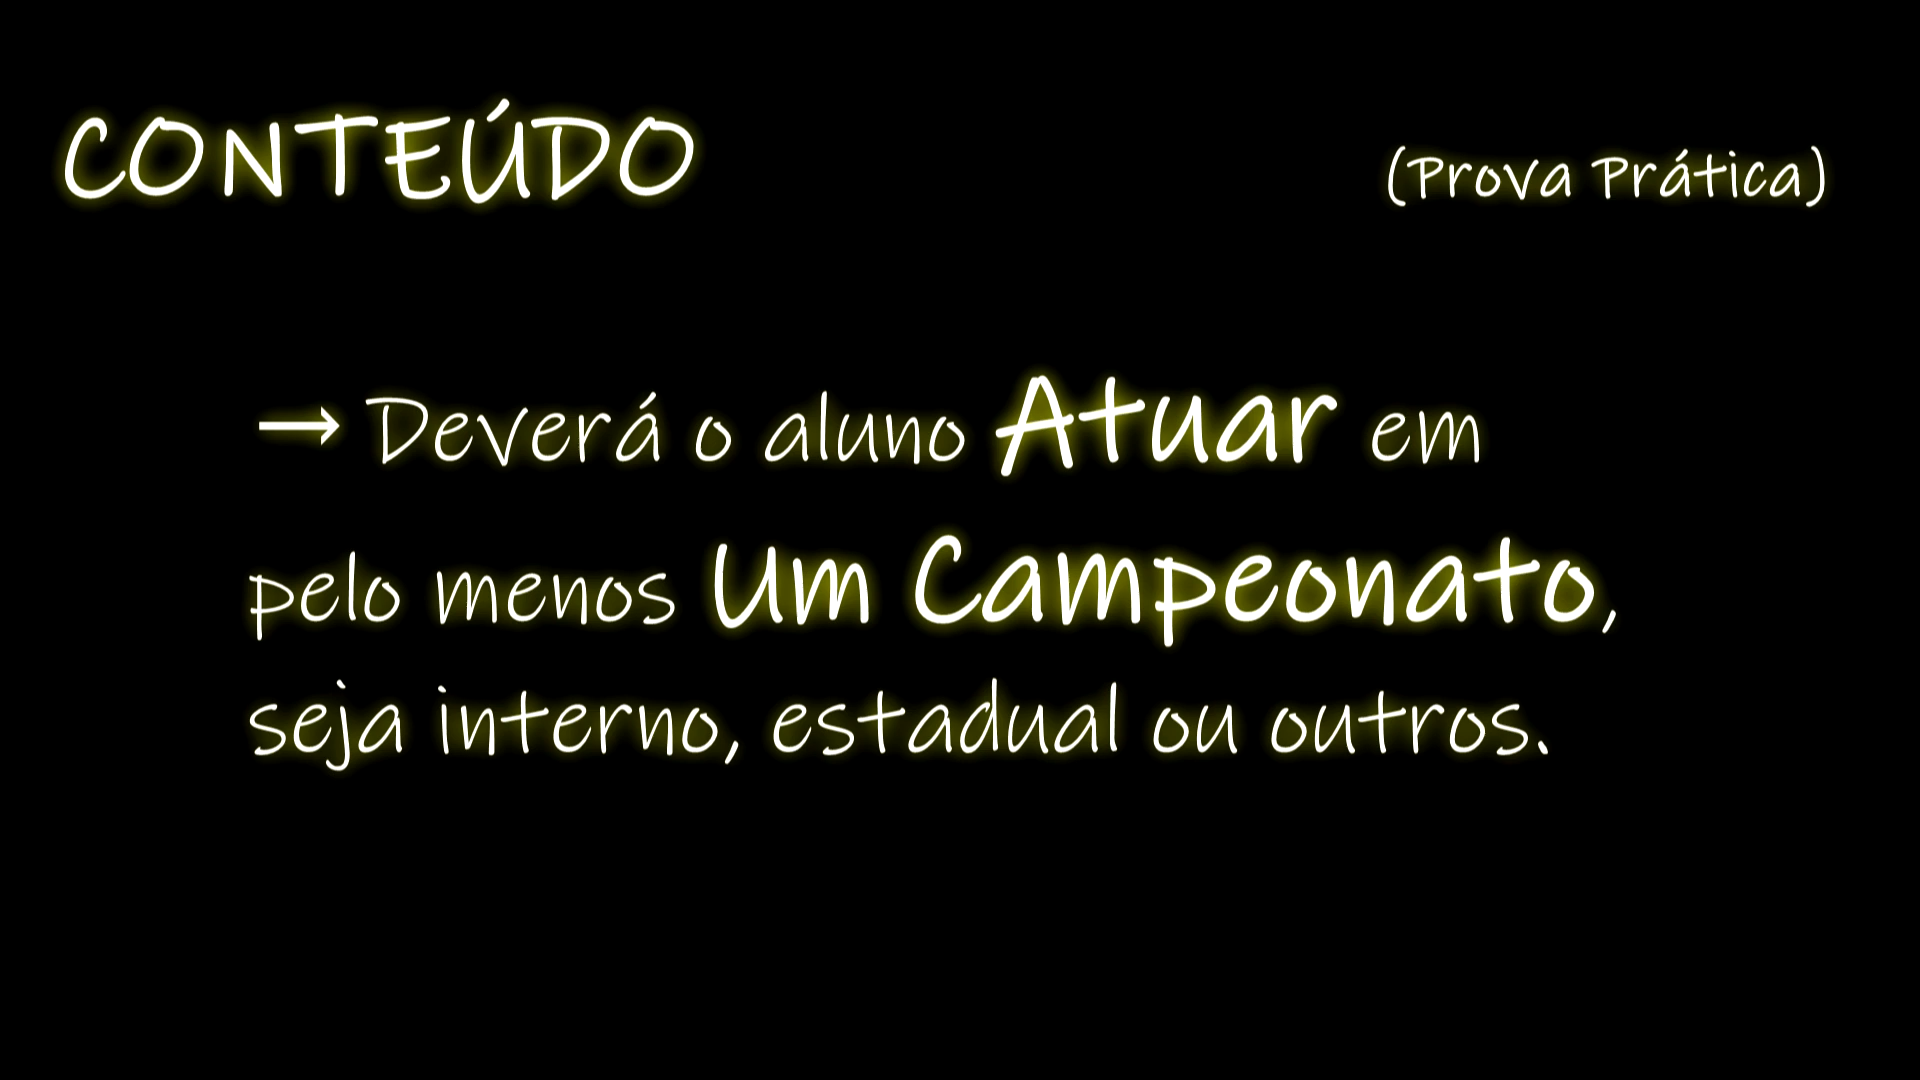 CONTEÚDO (Prova Prática)
→ Deverá o aluno Atuar em
pelo menos Um Campeonato,
seja interno, estadual ou outros.